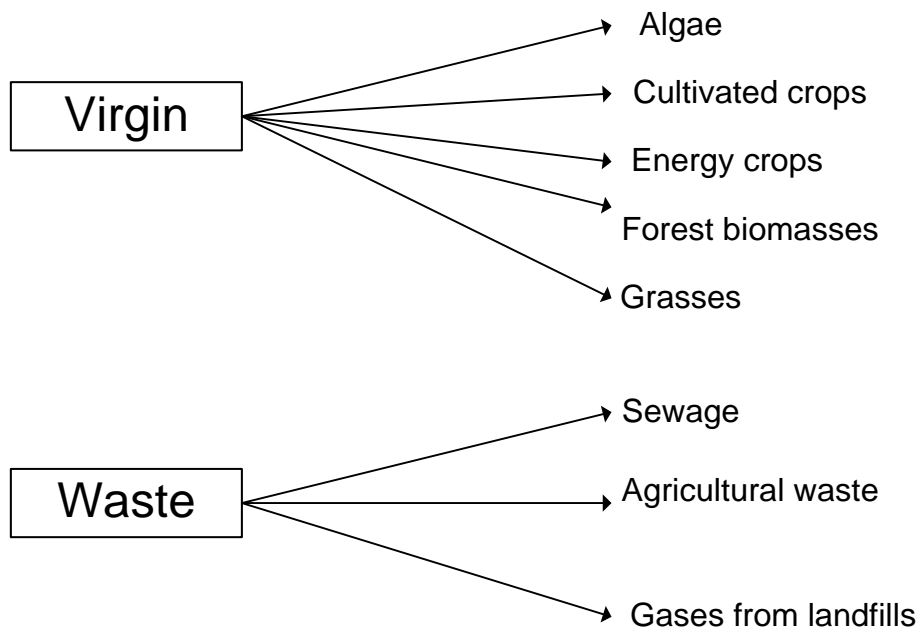 Virgin
Algae
Cultivated crops
Energy crops
Forest biomasses
Grasses
Waste
Sewage
Agricultural waste
Gases from landfills